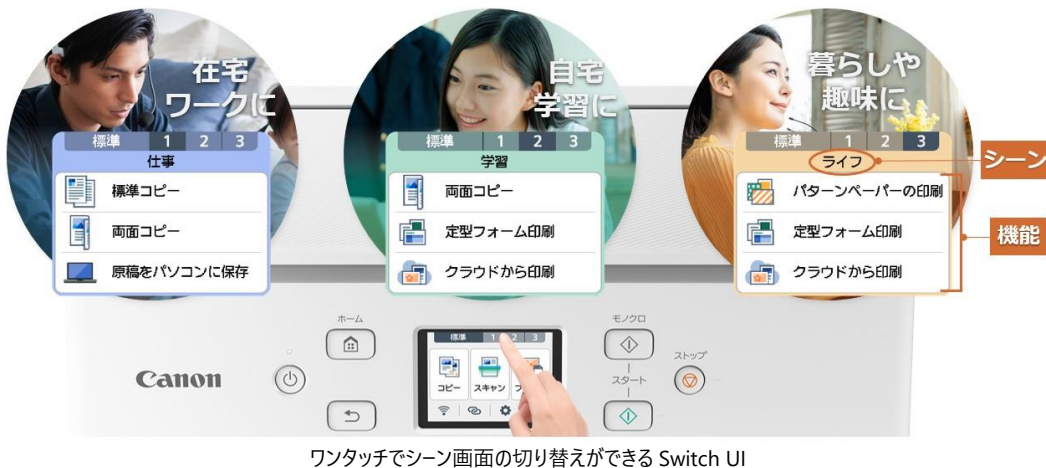 在宅
ワークに
標準 1 2 3
仕事
標準コピー
両面コピー
原稿をパソコンに保存
自宅
学習に
標準 1 2 3
学習
両面コピー
定型フォーム印刷
クラウドから印刷
暮らしや
趣味に
標準 1 2 3
ライフ
パターンペーパーの印刷
定型フォーム印刷
クラウドから印刷
シーン
機能
Canon
ホーム
標準 1 2 3
コピー スキャン
モノクロ
スタート
ストップ
ワンタッチでシーン画面の切り替えができる Switch UI